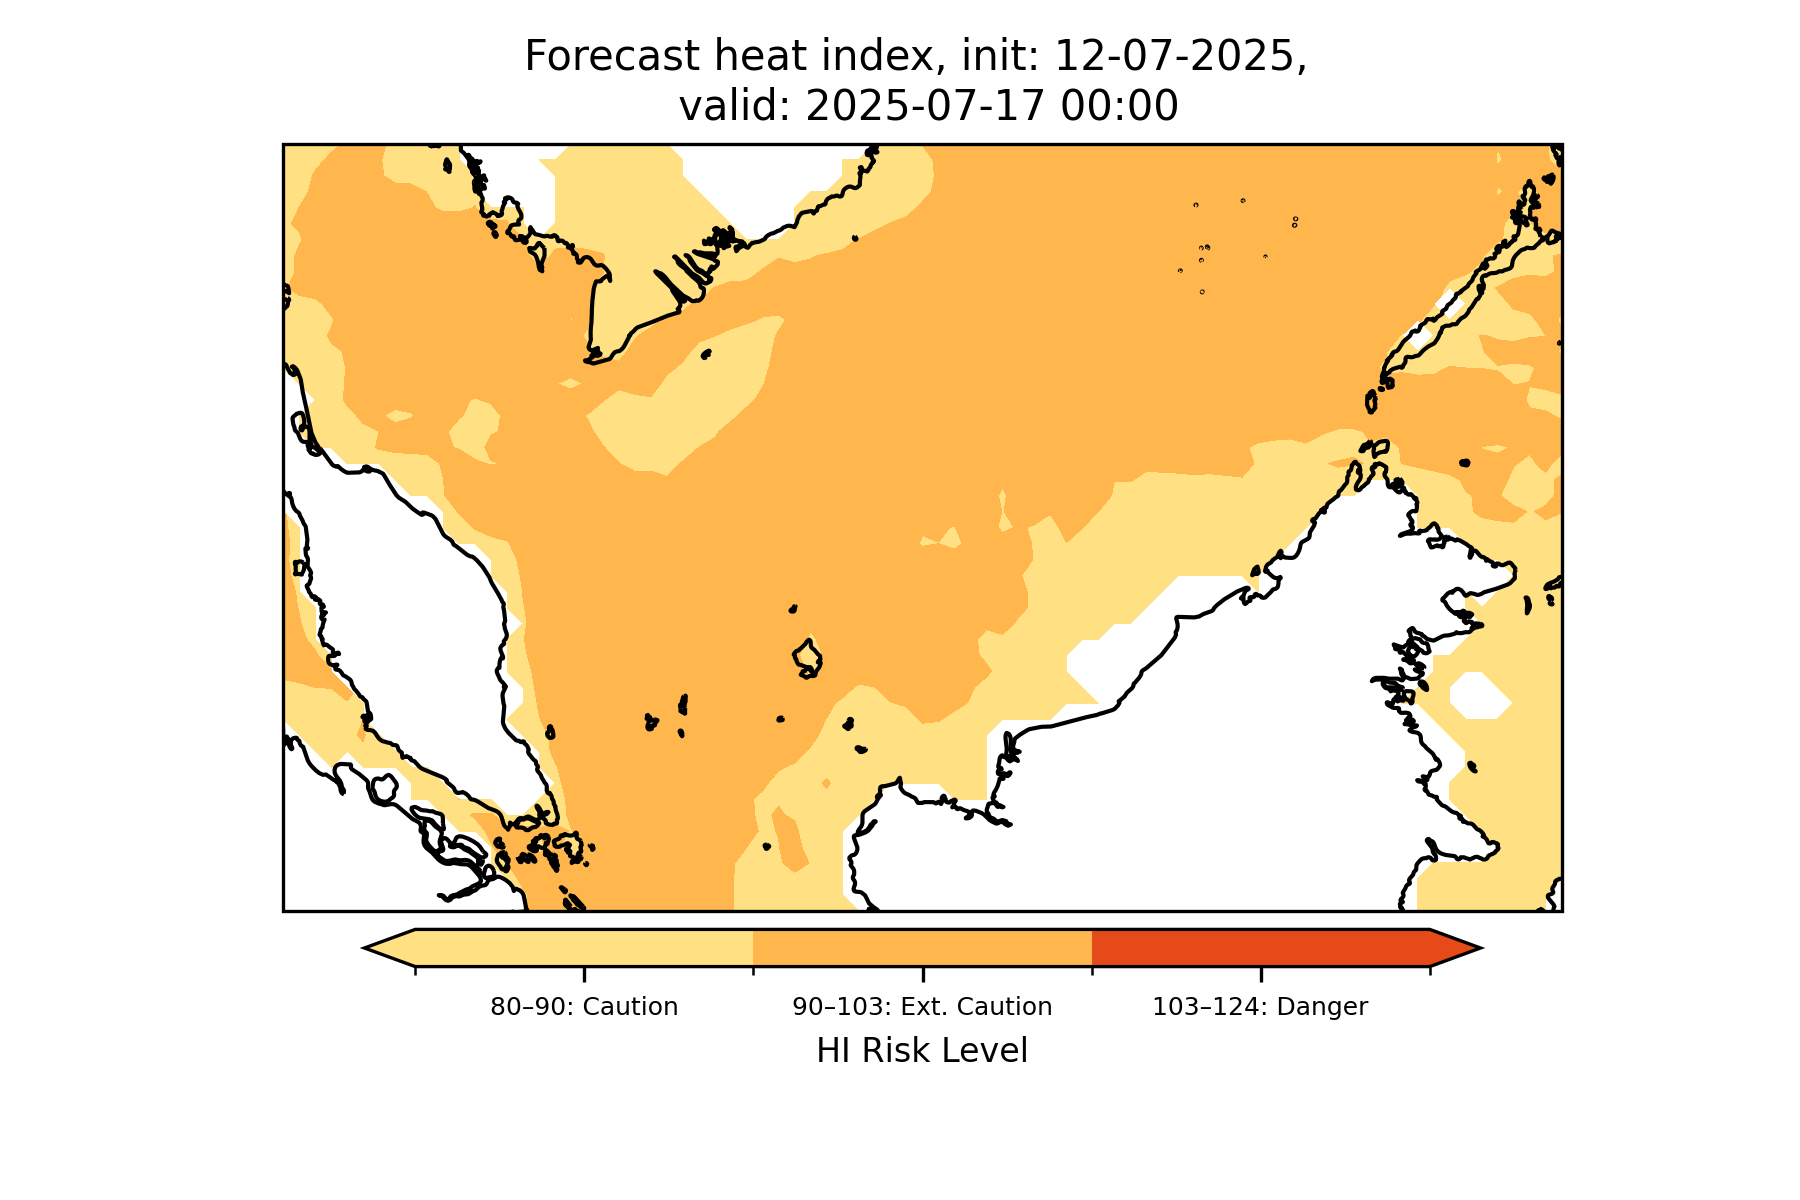 Forecast heat index, init: 12-07-2025,
valid: 2025-07-17 00:00
80–90: Caution
90–103: Ext. Caution
103–124: Danger
HI Risk Level